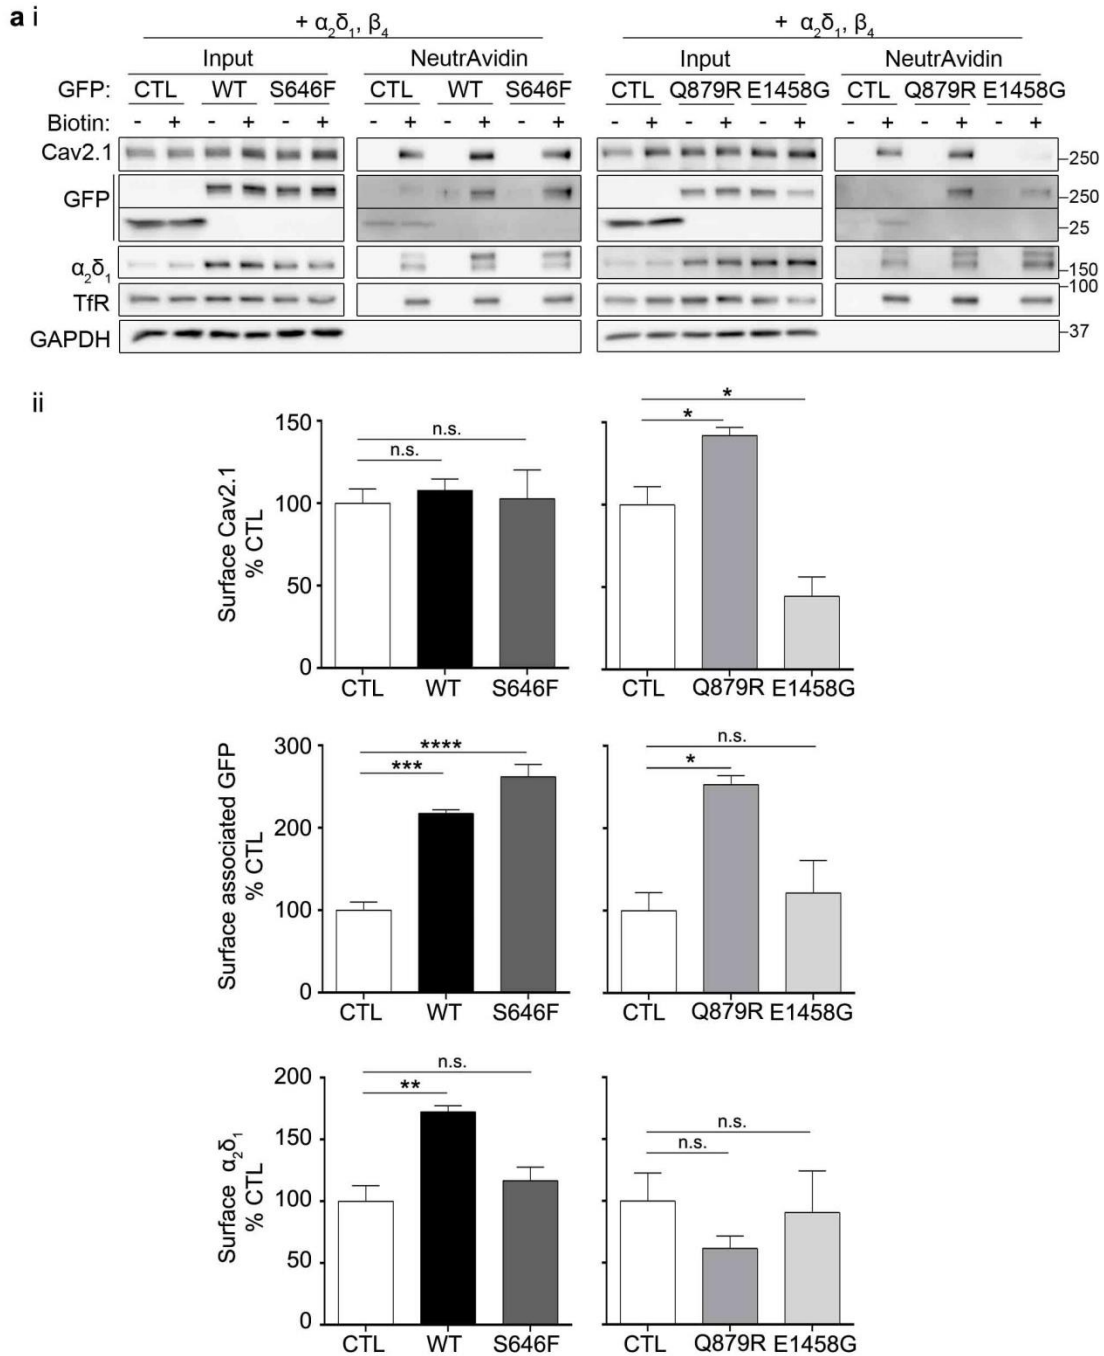 a i
+ α₂δ₁, β₄ + α₂δ₁, β₄
Input NeutrAvidin Input NeutrAvidin
GFP: CTL WT S646F CTL WT S646F CTL Q879R E1458G CTL Q879R E1458G
Biotin: - + - + - + - + - + - + - + - + - + - + - + - +
Cav2.1 -250
GFP -250
-25
α₂δ₁ -150
-100
TfR
GAPDH -37
ii
Surface Cav2.1
% CTL
150
100
50
0
n.s.
n.s.
CTL WT S646F
*
*
CTL Q879R E1458G
Surface associated GFP
% CTL
300
200
100
0
****
***
CTL WT S646F
n.s.
*
CTL Q879R E1458G
Surface α₂δ₁
% CTL
200
150
100
50
0
n.s.
**
CTL WT S646F
n.s.
n.s.
CTL Q879R E1458G